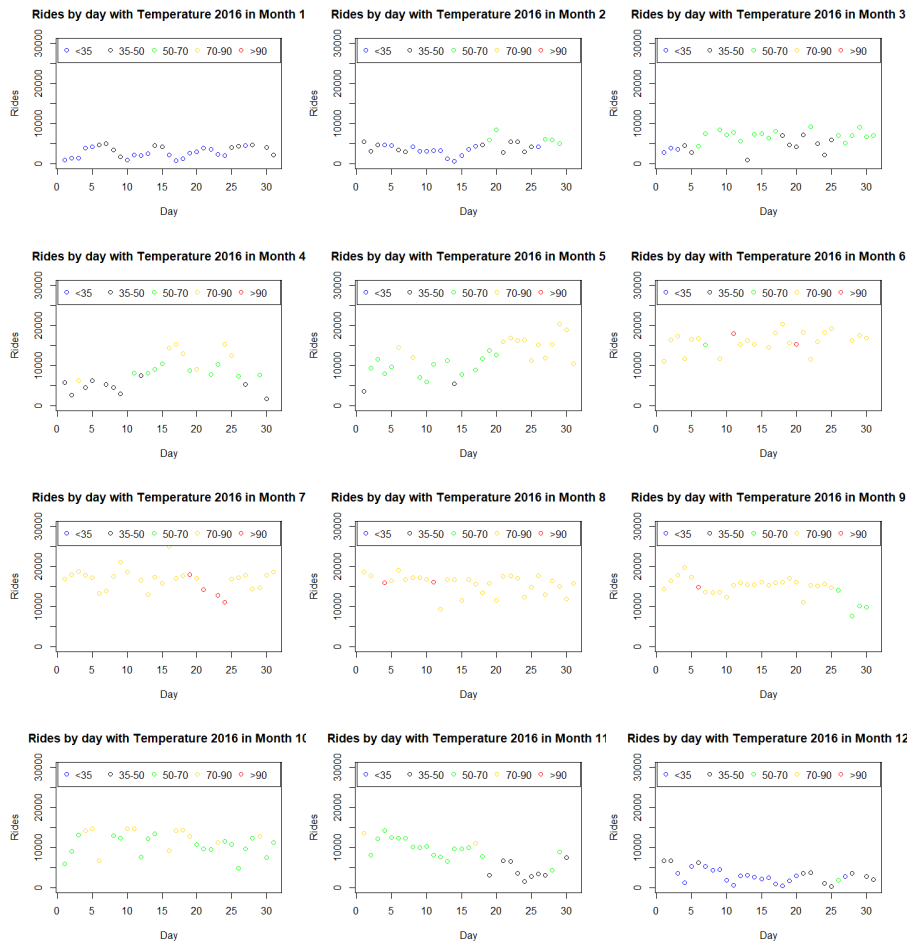 Rides by day with Temperature 2016 in Month 1
<35 35-50 50-70 70-90 >90
Rides
0 10000 20000 30000
0 5 10 15 20 25 30
Day
Rides by day with Temperature 2016 in Month 2
<35 35-50 50-70 70-90 >90
Rides
0 10000 20000 30000
0 5 10 15 20 25 30
Day
Rides by day with Temperature 2016 in Month 3
<35 35-50 50-70 70-90 >90
Rides
0 10000 20000 30000
0 5 10 15 20 25 30
Day
Rides by day with Temperature 2016 in Month 4
<35 35-50 50-70 70-90 >90
Rides
0 10000 20000 30000
0 5 10 15 20 25 30
Day
Rides by day with Temperature 2016 in Month 5
<35 35-50 50-70 70-90 >90
Rides
0 10000 20000 30000
0 5 10 15 20 25 30
Day
Rides by day with Temperature 2016 in Month 6
<35 35-50 50-70 70-90 >90
Rides
0 10000 20000 30000
0 5 10 15 20 25 30
Day
Rides by day with Temperature 2016 in Month 7
<35 35-50 50-70 70-90 >90
Rides
0 10000 20000 30000
0 5 10 15 20 25 30
Day
Rides by day with Temperature 2016 in Month 8
<35 35-50 50-70 70-90 >90
Rides
0 10000 20000 30000
0 5 10 15 20 25 30
Day
Rides by day with Temperature 2016 in Month 9
<35 35-50 50-70 70-90 >90
Rides
0 10000 20000 30000
0 5 10 15 20 25 30
Day
Rides by day with Temperature 2016 in Month 10
<35 35-50 50-70 70-90 >90
Rides
0 10000 20000 30000
0 5 10 15 20 25 30
Day
Rides by day with Temperature 2016 in Month 11
<35 35-50 50-70 70-90 >90
Rides
0 10000 20000 30000
0 5 10 15 20 25 30
Day
Rides by day with Temperature 2016 in Month 12
<35 35-50 50-70 70-90 >90
Rides
0 10000 20000 30000
0 5 10 15 20 25 30
Day